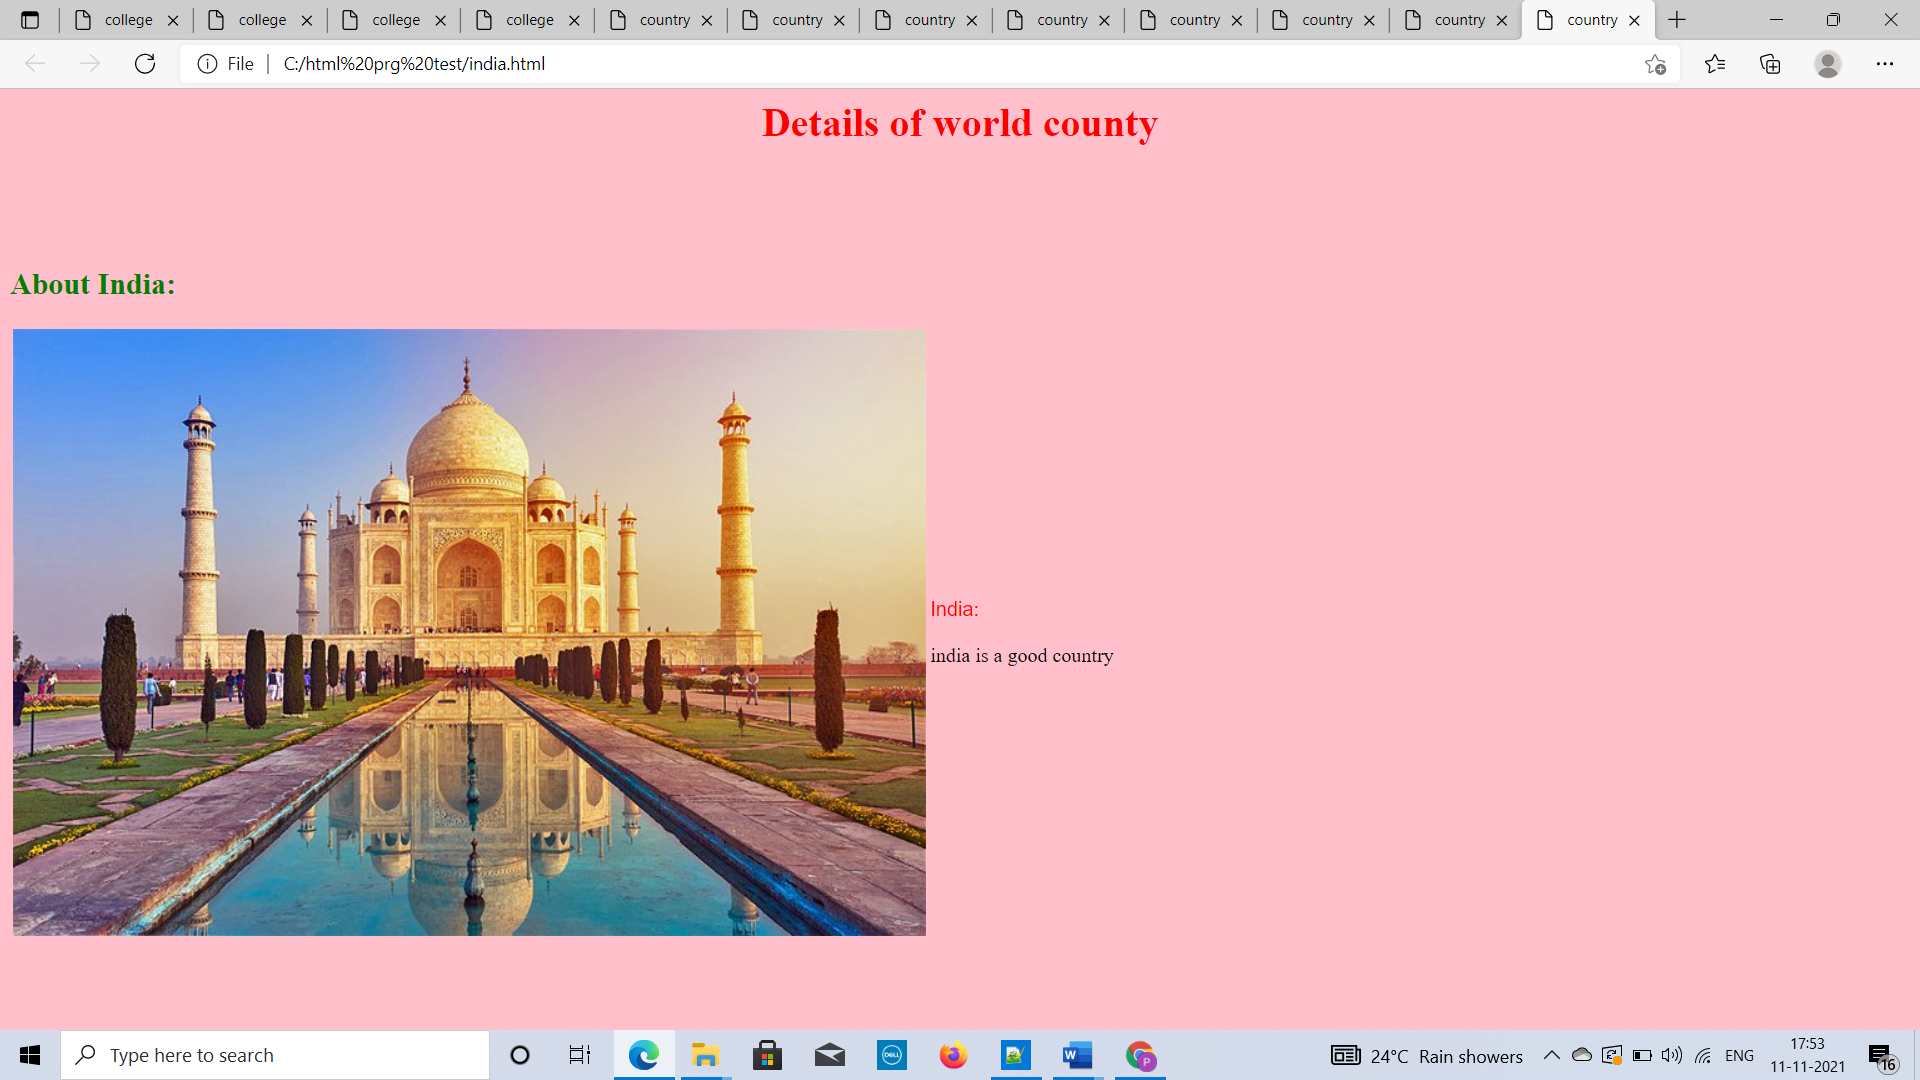 college college college college country country country country country country country country
File C:/html%20prg%20test/india.html
Details of world county
About India:
India:
india is a good country
Type here to search
DELL
W
P
24°C Rain showers
ENG
17:53
11-11-2021
16